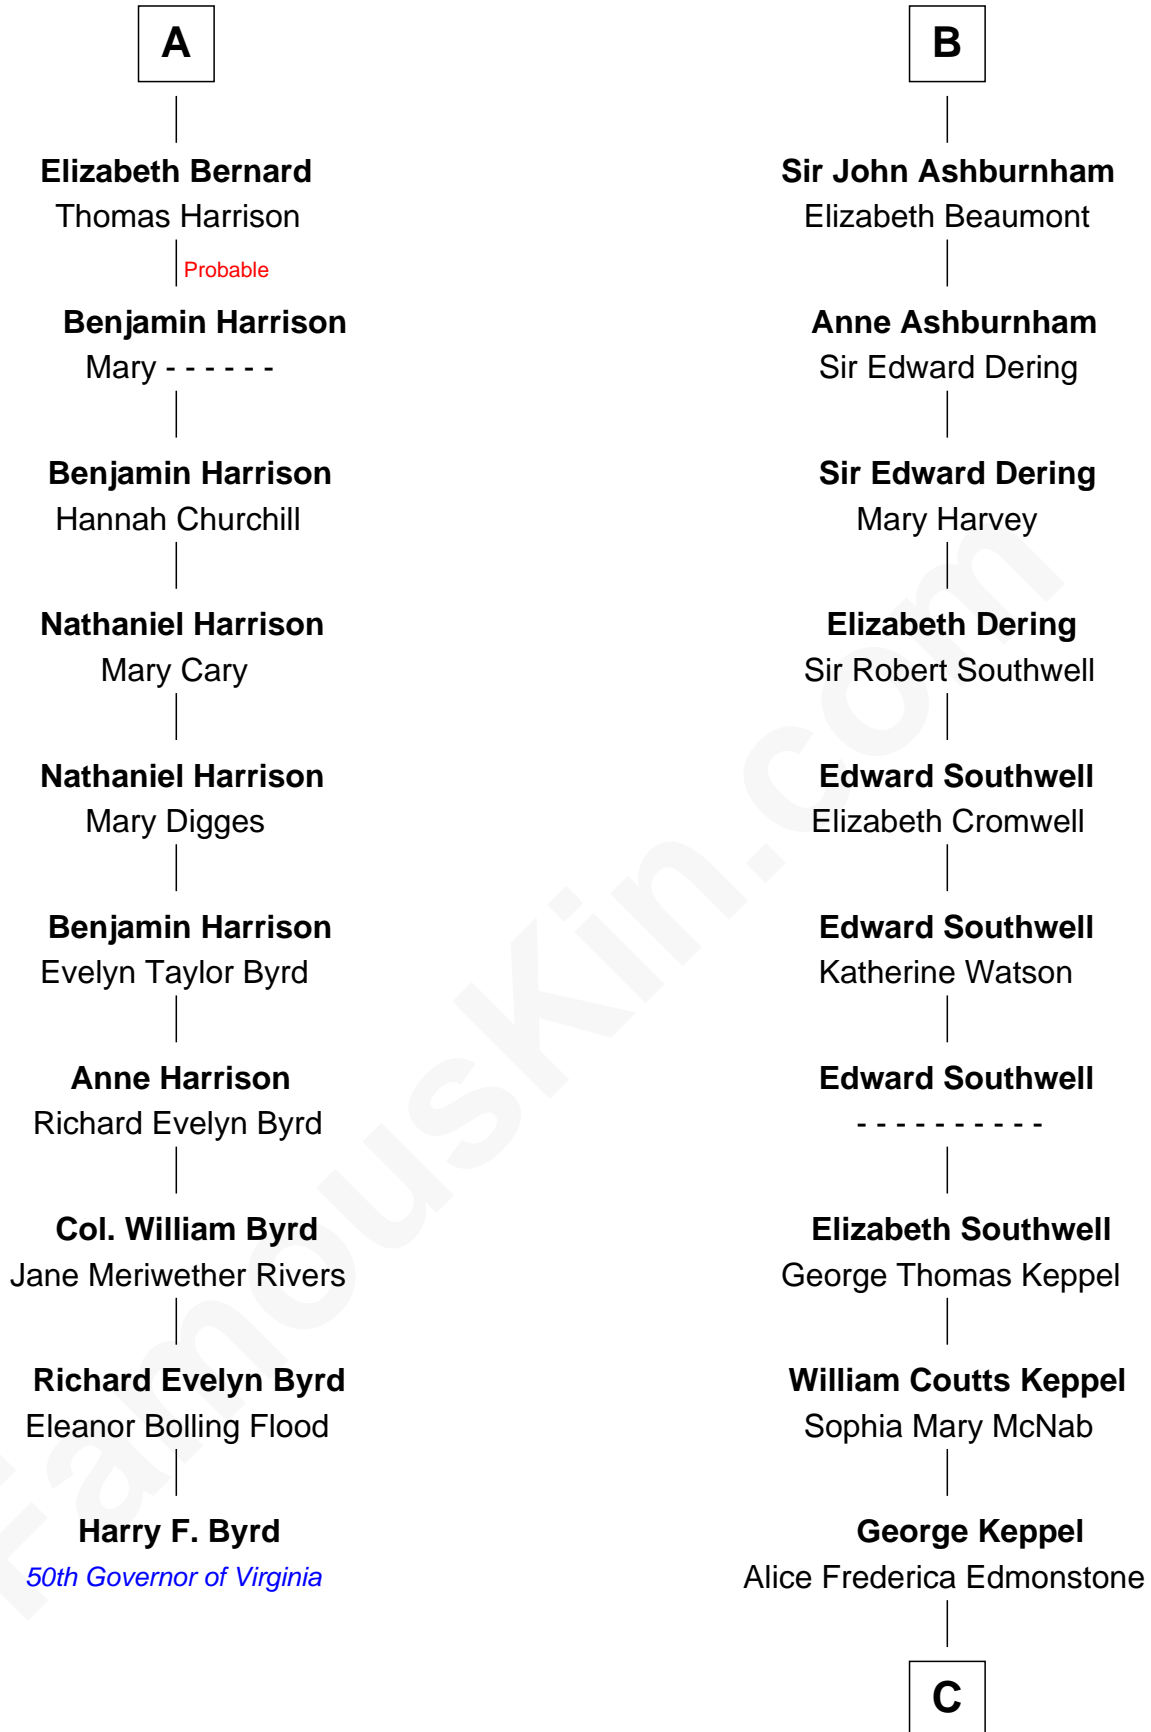 A
Elizabeth Bernard
Thomas Harrison
Probable
Benjamin Harrison
Mary - - - - - -
Benjamin Harrison
Hannah Churchill
Nathaniel Harrison
Mary Cary
Nathaniel Harrison
Mary Digges
Benjamin Harrison
Evelyn Taylor Byrd
Anne Harrison
Richard Evelyn Byrd
Col. William Byrd
Jane Meriwether Rivers
Richard Evelyn Byrd
Eleanor Bolling Flood
Harry F. Byrd
50th Governor of Virginia
B
Sir John Ashburnham
Elizabeth Beaumont
Anne Ashburnham
Sir Edward Dering
Sir Edward Dering
Mary Harvey
Elizabeth Dering
Sir Robert Southwell
Edward Southwell
Elizabeth Cromwell
Edward Southwell
Katherine Watson
Edward Southwell
- - - - - - - - - -
Elizabeth Southwell
George Thomas Keppel
William Coutts Keppel
Sophia Mary McNab
George Keppel
Alice Frederica Edmonstone
C
FamousKin.com